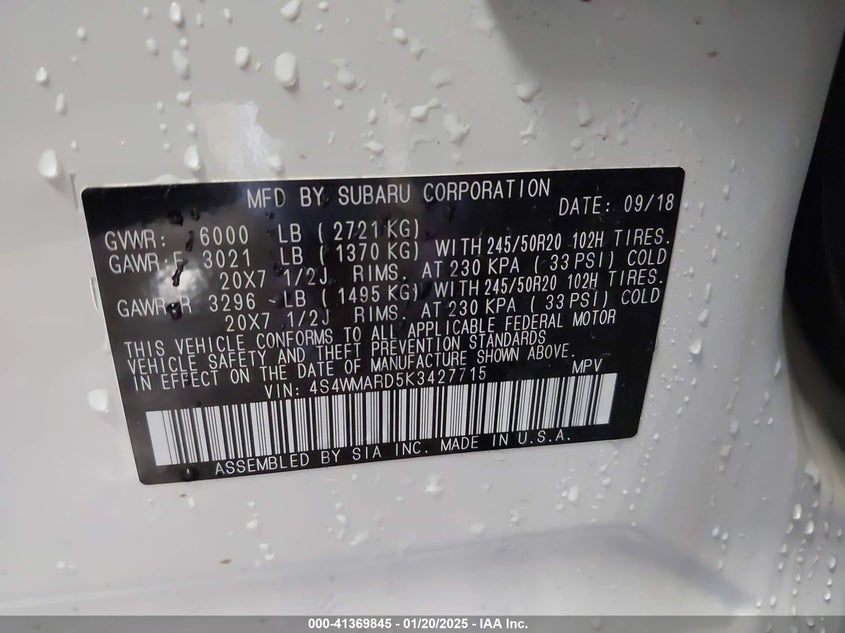 MFD BY SUBARU CORPORATION
DATE: 09/18
GVWR: 6000 LB ( 2721 KG)
GAWR:F 3021 LB ( 1370 KG) WITH 245/50R20 102H TIRES.
20X7 1/2J RIMS. AT 230 KPA ( 33 PSI) COLD
GAWR:R 3296 LB ( 1495 KG) WITH 245/50R20 102H TIRES.
20X7 1/2J RIMS. AT 230 KPA ( 33 PSI) COLD
THIS VEHICLE CONFORMS TO ALL APPLICABLE FEDERAL MOTOR
VEHICLE SAFETY AND THEFT PREVENTION STANDARDS
IN EFFECT ON THE DATE OF MANUFACTURE SHOWN ABOVE.
VIN: 4S4WMARD5K3427715 MPV
ASSEMBLED BY SIA INC. MADE IN U.S.A.
000-41369845 - 01/20/2025 - IAA Inc.